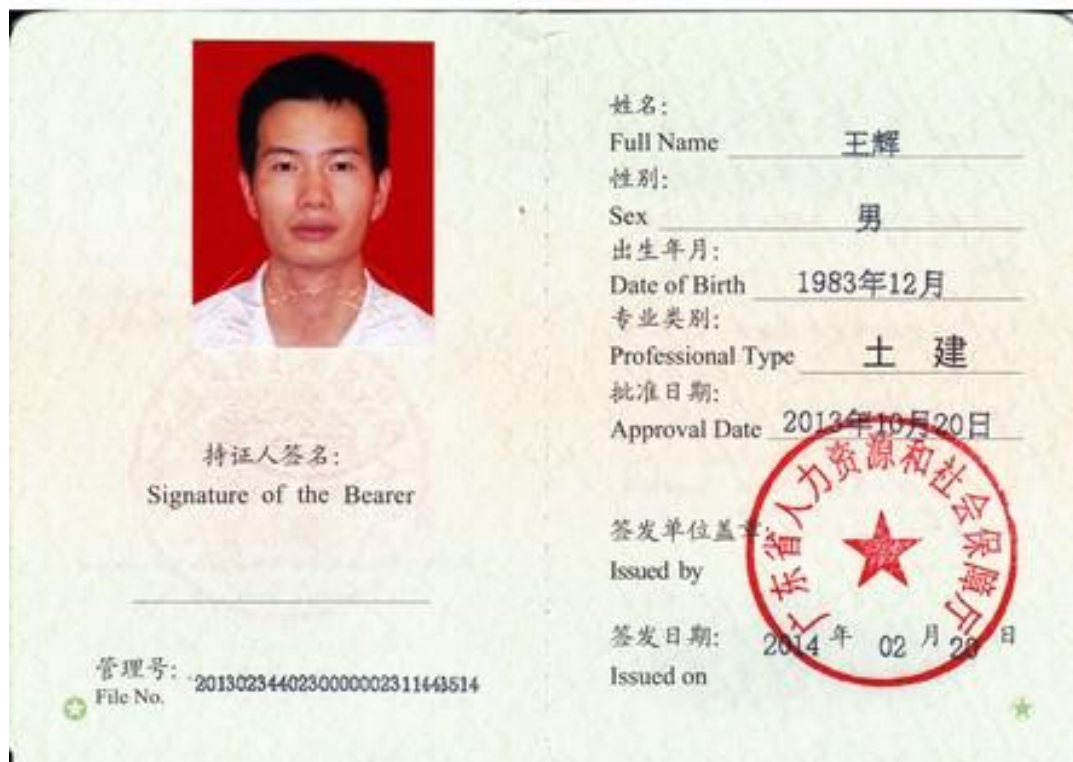 持证人签名:
Signature of the Bearer
管理号:
File No.
姓名:
Full Name 王辉
性别:
Sex 男
出生年月:
Date of Birth 1983年12月
专业类别:
Professional Type 土 建
批准日期:
Approval Date 2013年10月20日
签发单位盖章:
Issued by
广东省人力资源和社会保障厅
签发日期: 2014 年 02 月 20 日
Issued on